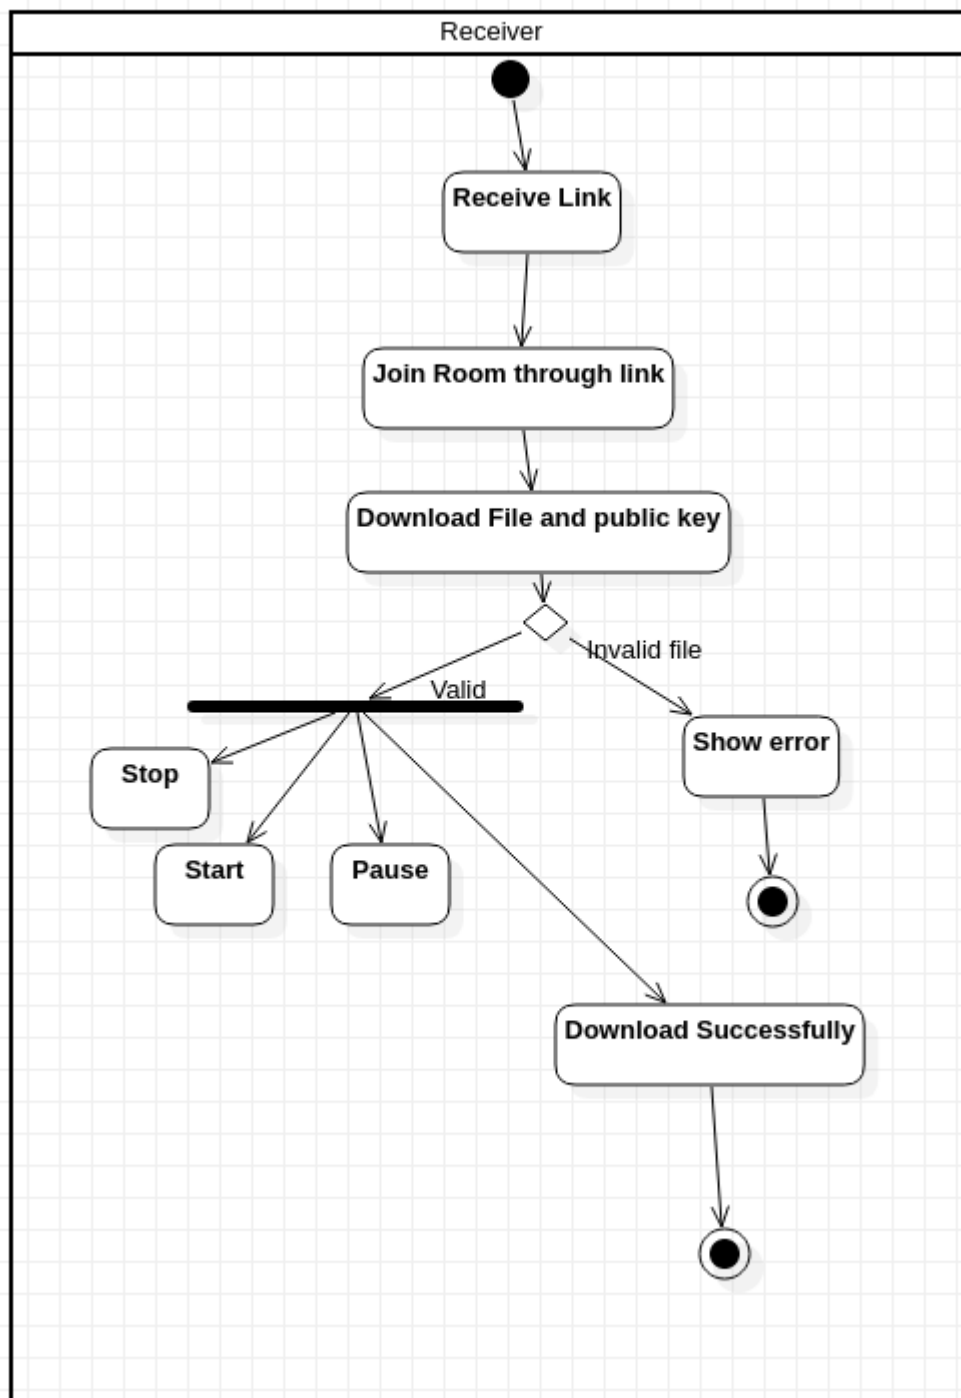 Receiver
Receive Link
Join Room through link
Download File and public key
Invalid file
Valid
Show error
Stop
Start
Pause
Download Successfully